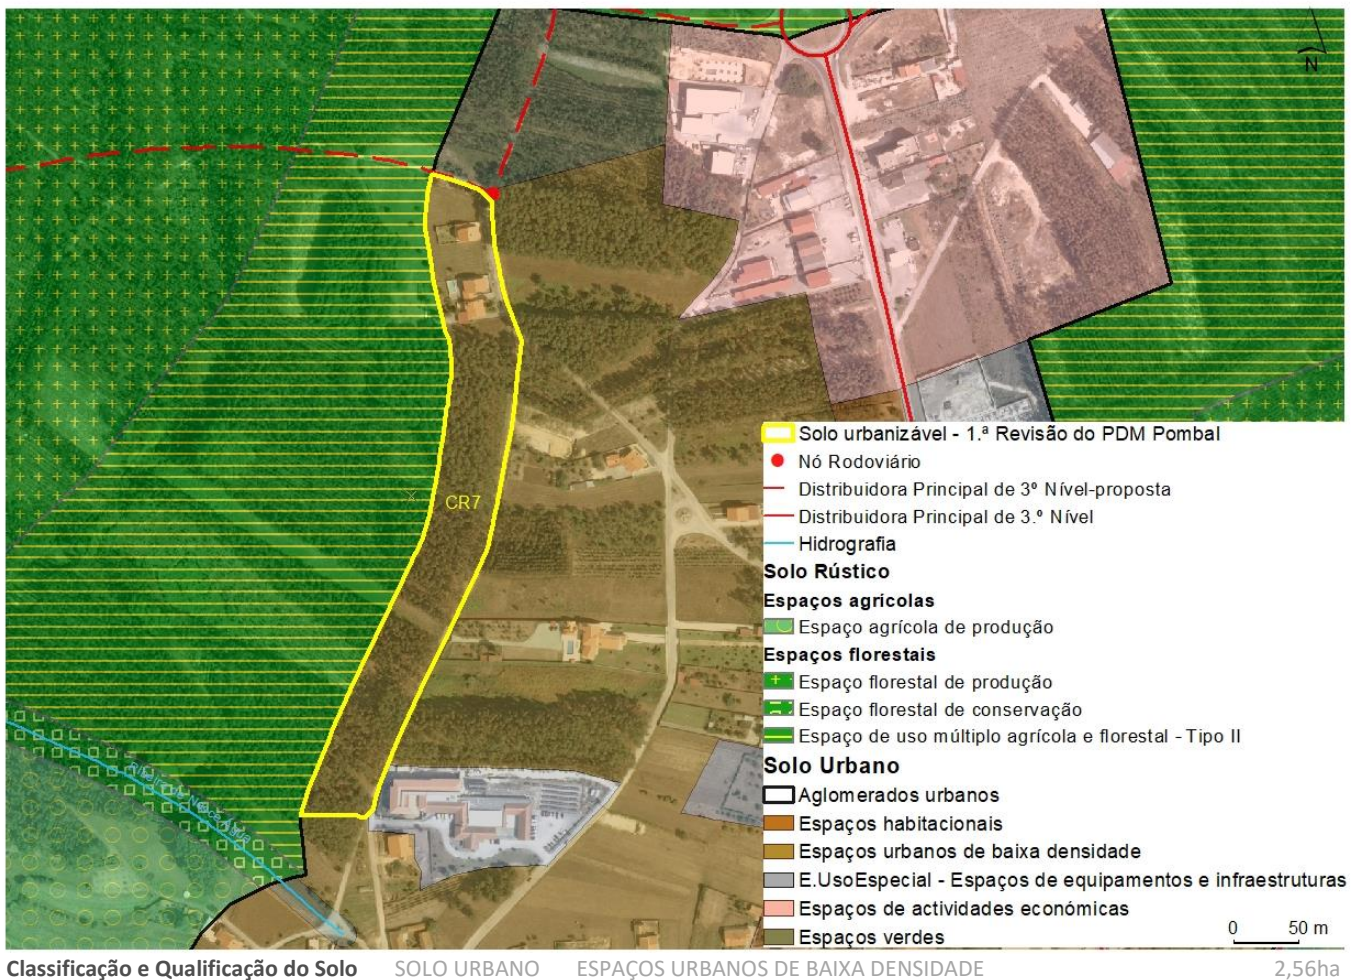 N
CR7
Solo urbanizável - 1.ª Revisão do PDM Pombal
Nó Rodoviário
Distribuidora Principal de 3º Nível-proposta
Distribuidora Principal de 3.º Nível
Hidrografia
Solo Rústico
Espaços agrícolas
Espaço agrícola de produção
Espaços florestais
Espaço florestal de produção
Espaço florestal de conservação
Espaço de uso múltiplo agrícola e florestal - Tipo II
Solo Urbano
Aglomerados urbanos
Espaços habitacionais
Espaços urbanos de baixa densidade
E.UsoEspecial - Espaços de equipamentos e infraestruturas
Espaços de actividades económicas
Espaços verdes
0 50 m
Classificação e Qualificação do Solo SOLO URBANO ESPAÇOS URBANOS DE BAIXA DENSIDADE 2,56ha